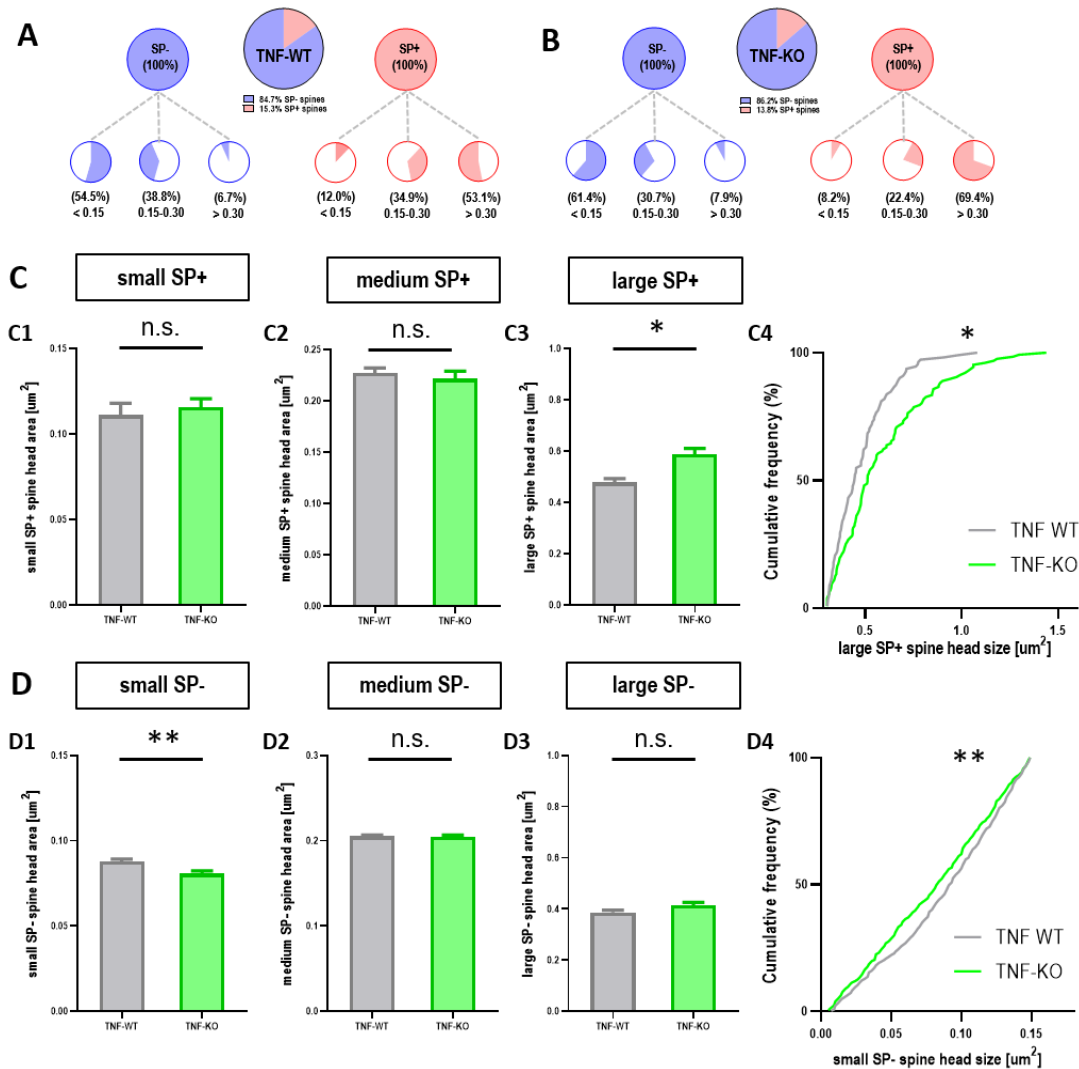 A
SP-
(100%)
TNF-WT
84.7% SP- spines
15.3% SP+ spines
SP+
(100%)
(54.5%)
< 0.15
(38.8%)
0.15-0.30
(6.7%)
> 0.30
(12.0%)
< 0.15
(34.9%)
0.15-0.30
(53.1%)
> 0.30
B
SP-
(100%)
TNF-KO
86.2% SP- spines
13.8% SP+ spines
SP+
(100%)
(61.4%)
< 0.15
(30.7%)
0.15-0.30
(7.9%)
> 0.30
(8.2%)
< 0.15
(22.4%)
0.15-0.30
(69.4%)
> 0.30
C
small SP+
medium SP+
large SP+
C1
n.s.
small SP+ spine head area [um²]
0.15
0.10
0.05
0.00
TNF-WT
TNF-KO
C2
n.s.
medium SP+ spine head area [um²]
0.25
0.20
0.15
0.10
0.05
0.00
TNF-WT
TNF-KO
C3
*
large SP+ spine head area [um²]
1.0
0.8
0.6
0.4
0.2
0.0
TNF-WT
TNF-KO
C4
*
Cumulative frequency (%)
100
50
0
TNF WT
TNF-KO
0.5
1.0
1.5
large SP+ spine head size [um²]
D
small SP-
medium SP-
large SP-
D1
**
small SP- spine head area [um²]
0.15
0.10
0.05
0.00
TNF-WT
TNF-KO
D2
n.s.
medium SP- spine head area [um²]
0.3
0.2
0.1
0.0
TNF-WT
TNF-KO
D3
n.s.
large SP- spine head area [um²]
1.0
0.8
0.6
0.4
0.2
0.0
TNF-WT
TNF-KO
D4
**
Cumulative frequency (%)
100
50
0
TNF WT
TNF-KO
0.00
0.05
0.10
0.15
small SP- spine head size [um²]